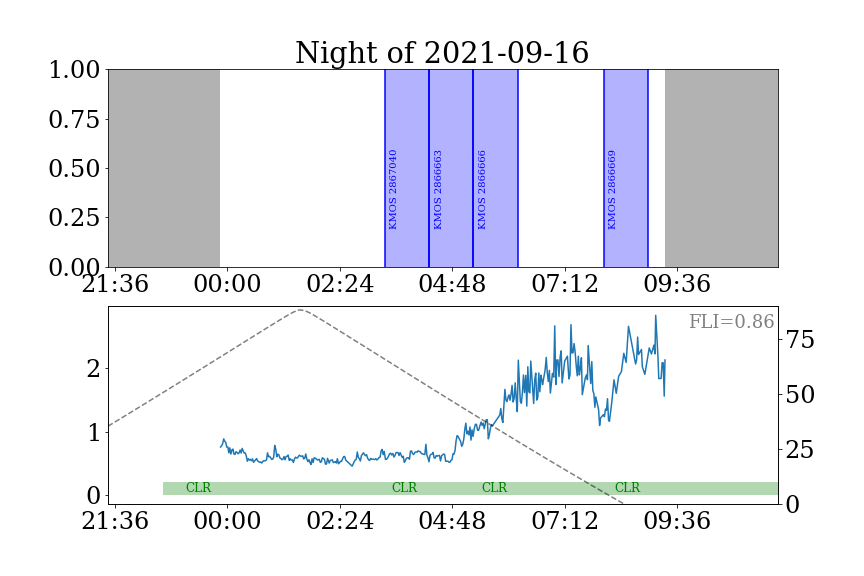 Night of 2021-09-16
1.00
0.75
0.50
0.25
0.00
KMOS 2867040
KMOS 2866663
KMOS 2866666
KMOS 2866669
21:36 00:00 02:24 04:48 07:12 09:36
FLI=0.86
2
1
0
75
50
25
0
CLR CLR CLR CLR
21:36 00:00 02:24 04:48 07:12 09:36